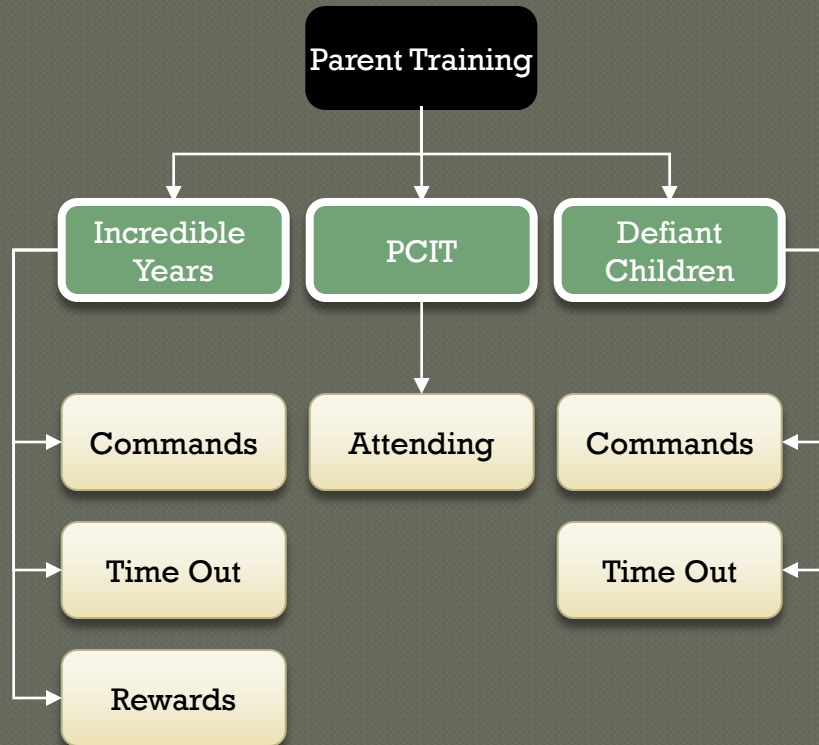 Parent Training
Incredible
Years
PCIT
Defiant
Children
Commands
Attending
Commands
Time Out
Time Out
Rewards